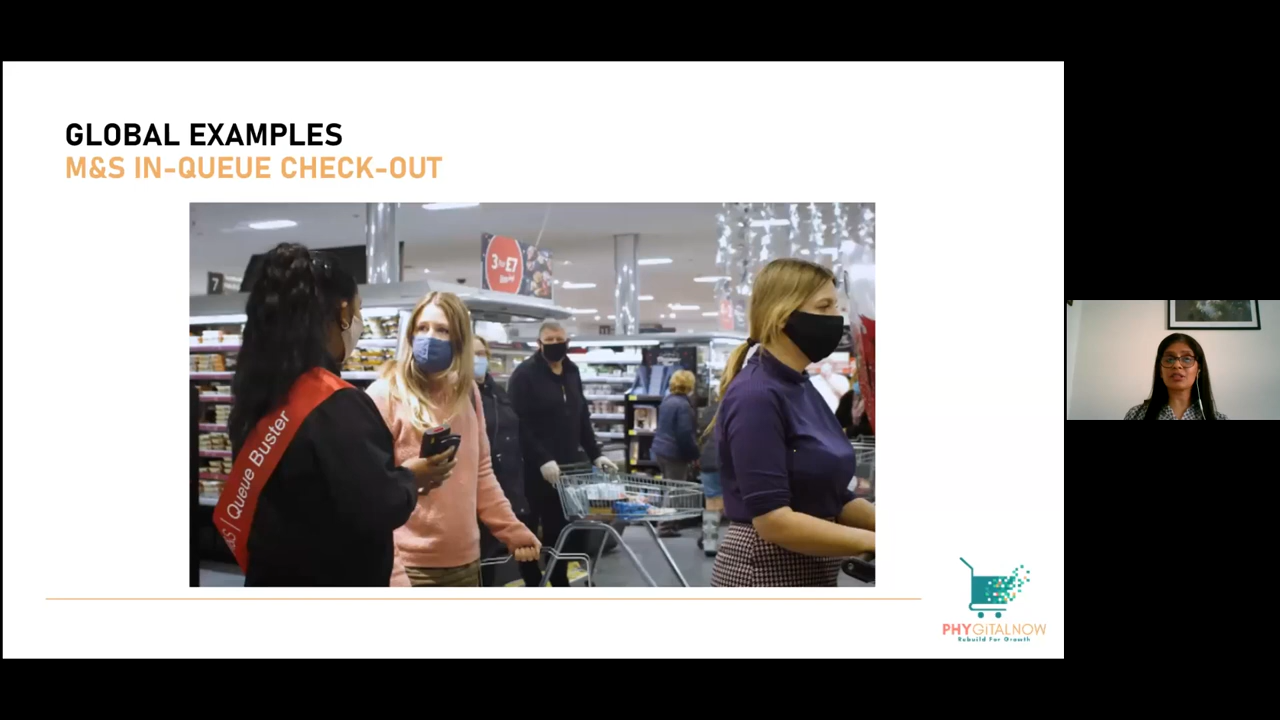 GLOBAL EXAMPLES
M&S IN-QUEUE CHECK-OUT
7
3 for £7
&S | Queue Buster
PHYGITALNOW
Rebuild For Growth